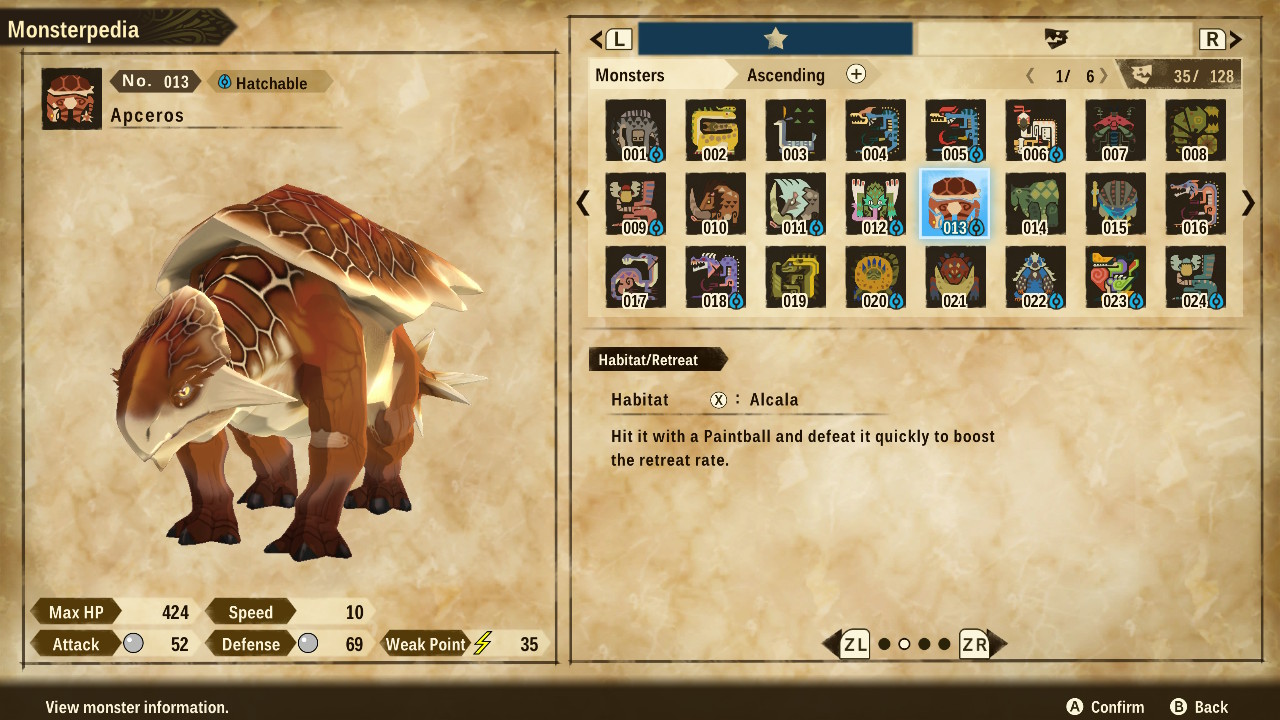 Monsterpedia
No. 013
Hatchable
Apceros
Max HP 424
Speed 10
Attack 52
Defense 69
Weak Point 35
L
R
Monsters
Ascending
1/ 6
35/ 128
001 002 003 004 005 006 007 008
009 010 011 012 013 014 015 016
017 018 019 020 021 022 023 024
Habitat/Retreat
Habitat X : Alcala
Hit it with a Paintball and defeat it quickly to boost
the retreat rate.
ZL ZR
View monster information.
A Confirm B Back